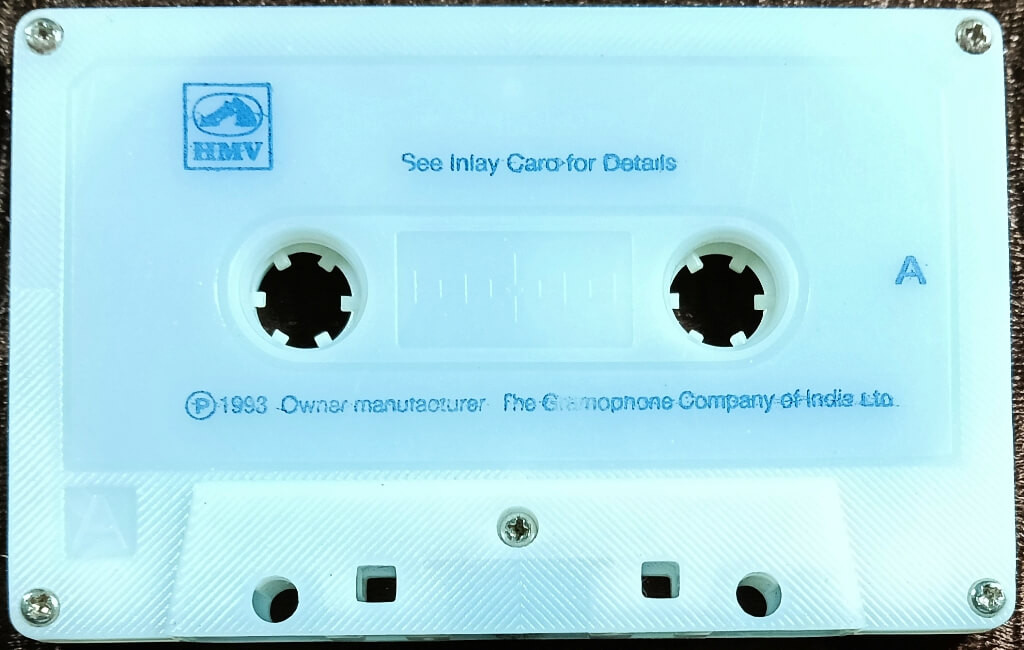 HMV
See Inlay Card for Details
A
Ⓟ 1993 Owner manufacturer The Gramophone Company of India Ltd.
A